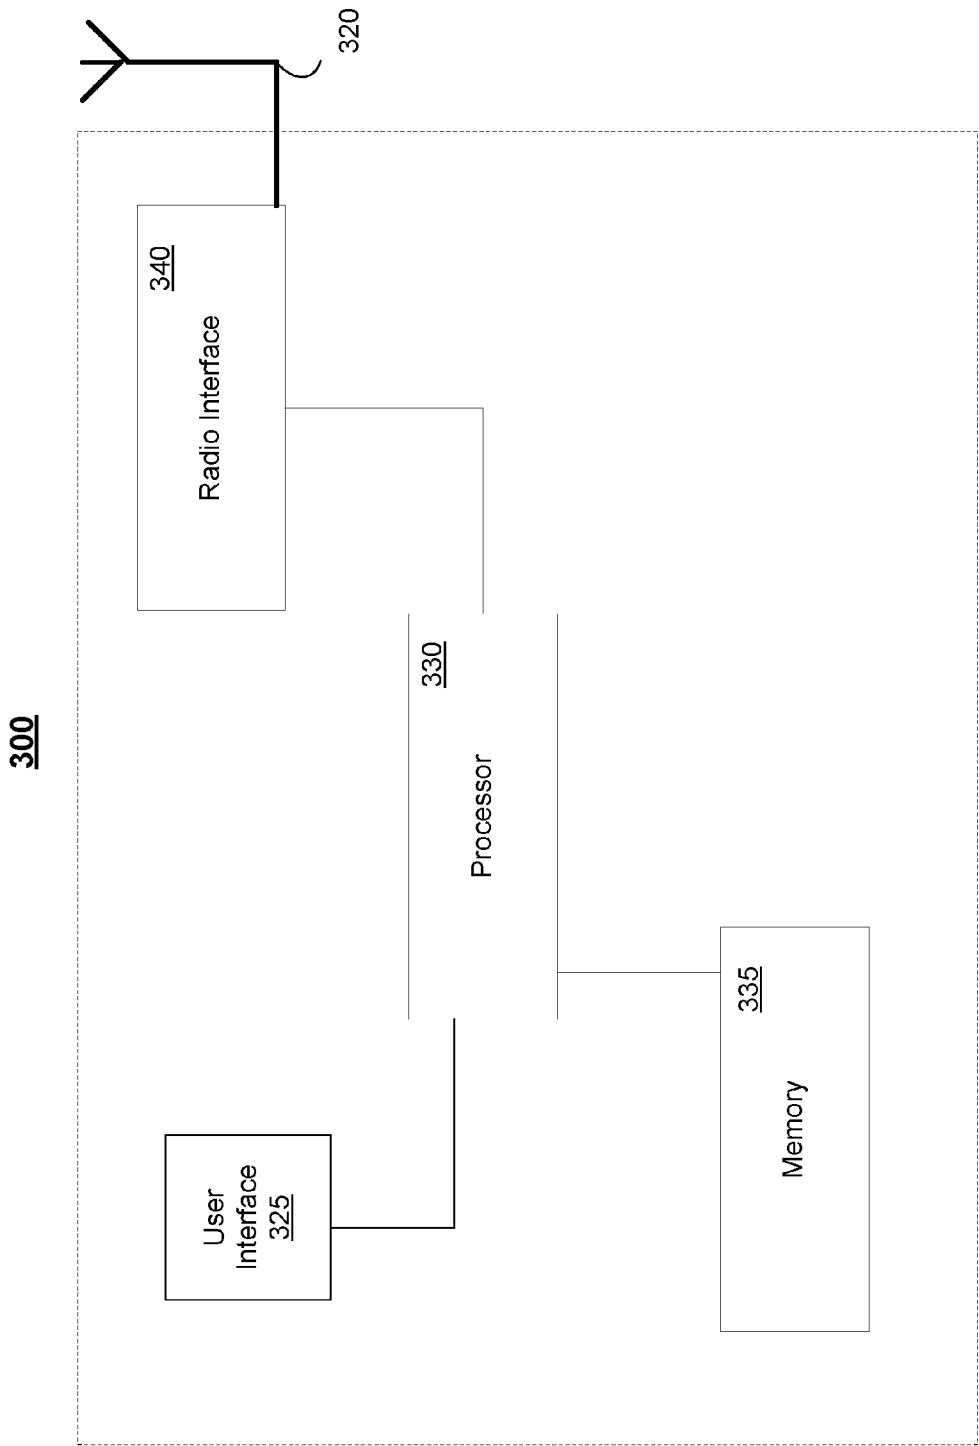 300
320
340
Radio Interface
330
Processor
User
Interface
325
335
Memory